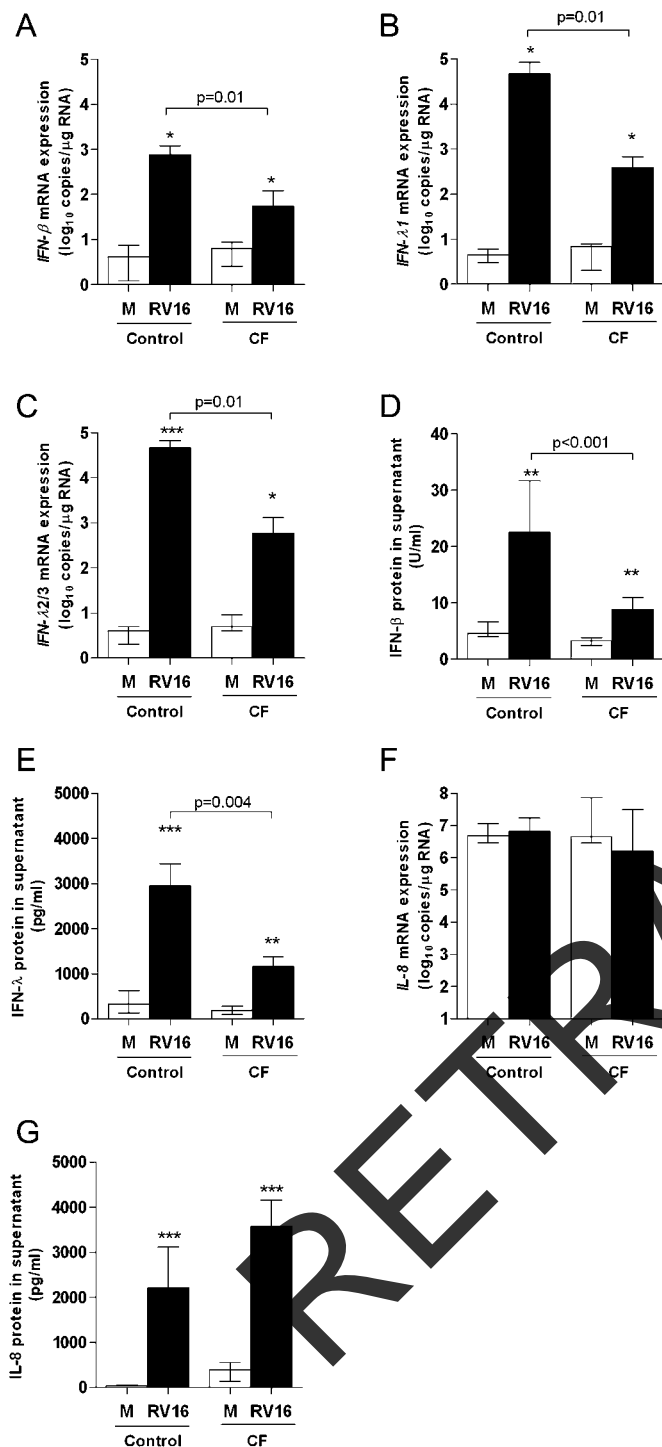 A
IFN-β mRNA expression
(log10 copies/μg RNA)
5
4
3
2
1
0
p=0.01
*
*
M RV16 M RV16
Control CF
B
IFN-λ1 mRNA expression
(log10 copies/μg RNA)
5
4
3
2
1
0
p=0.01
*
*
M RV16 M RV16
Control CF
C
IFN-λ2/3 mRNA expression
(log10 copies/μg RNA)
5
4
3
2
1
0
p=0.01
***
*
M RV16 M RV16
Control CF
D
IFN-β protein in supernatant
(U/ml)
40
30
20
10
0
p<0.001
**
**
M RV16 M RV16
Control CF
E
IFN-λ protein in supernatant
(pg/ml)
5000
4000
3000
2000
1000
0
p=0.004
***
**
M RV16 M RV16
Control CF
F
IL-8 mRNA expression
(log10 copies/μg RNA)
8
7
6
5
4
3
2
1
M RV16 M RV16
Control CF
G
IL-8 protein in supernatant
(pg/ml)
5000
4000
3000
2000
1000
0
***
***
M RV16 M RV16
Control CF
RETR